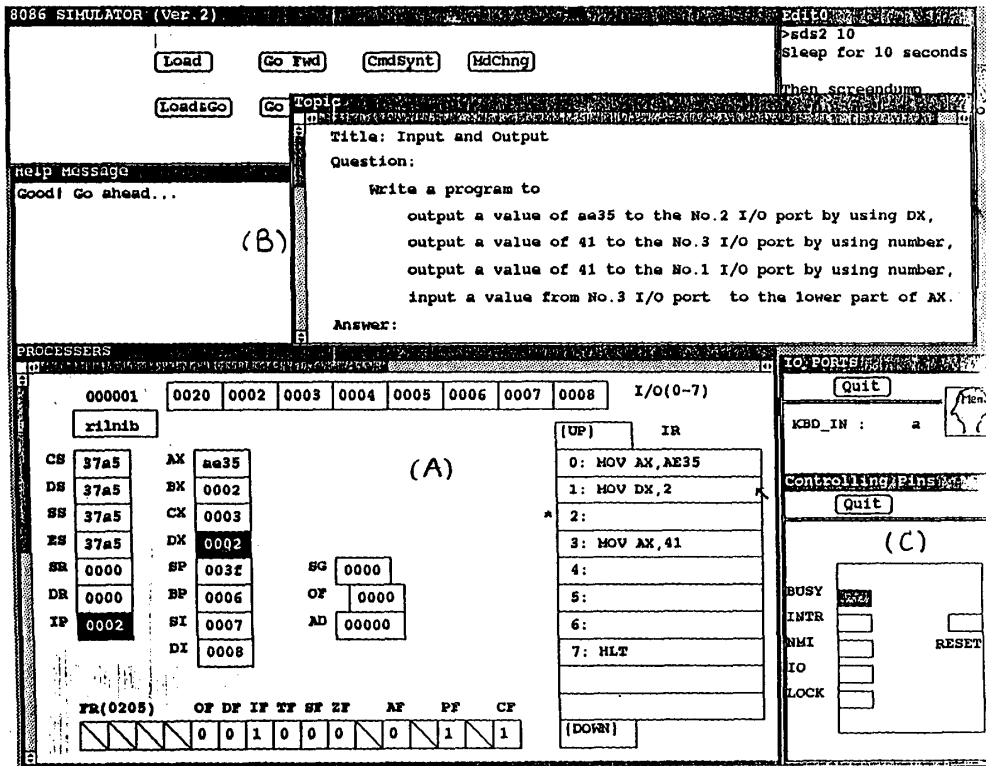 8086 SIMULATOR (Ver.2)
Load Go Fwd CmdSynt MdChng
Load&Go Go
Edit0
>sds2 10
Sleep for 10 seconds
Then screendump
Topic
Title: Input and Output
Question:
Write a program to
output a value of ae35 to the No.2 I/O port by using DX,
output a value of 41 to the No.3 I/O port by using number,
output a value of 41 to the No.1 I/O port by using number,
input a value from No.3 I/O port to the lower part of AX.
Answer:
Help Message
Good! Go ahead...
(B)
PROCESSERS
000001 0020 0002 0003 0004 0005 0006 0007 0008 I/O(0-7)
rilnib
[UP] IR
CS 37a5 AX ae35 (A) 0: MOV AX,AE35
DS 37a5 BX 0002 1: MOV DX,2
SS 37a5 CX 0003 * 2:
ES 37a5 DX 0002 3: MOV AX,41
SR 0000 SP 003f SG 0000 4:
DR 0000 BP 0006 OF 0000 5:
IP 0002 SI 0007 AD 00000 6:
DI 0008 7: HLT
FR(0205) OF DF IF TF SF ZF AF PF CF
0 0 1 0 0 0 0 1 1
[DOWN]
IO PORTS
Quit
KBD_IN : a
Men
Controlling Pins
Quit
(C)
BUSY
INTR
NMI RESET
IO
LOCK